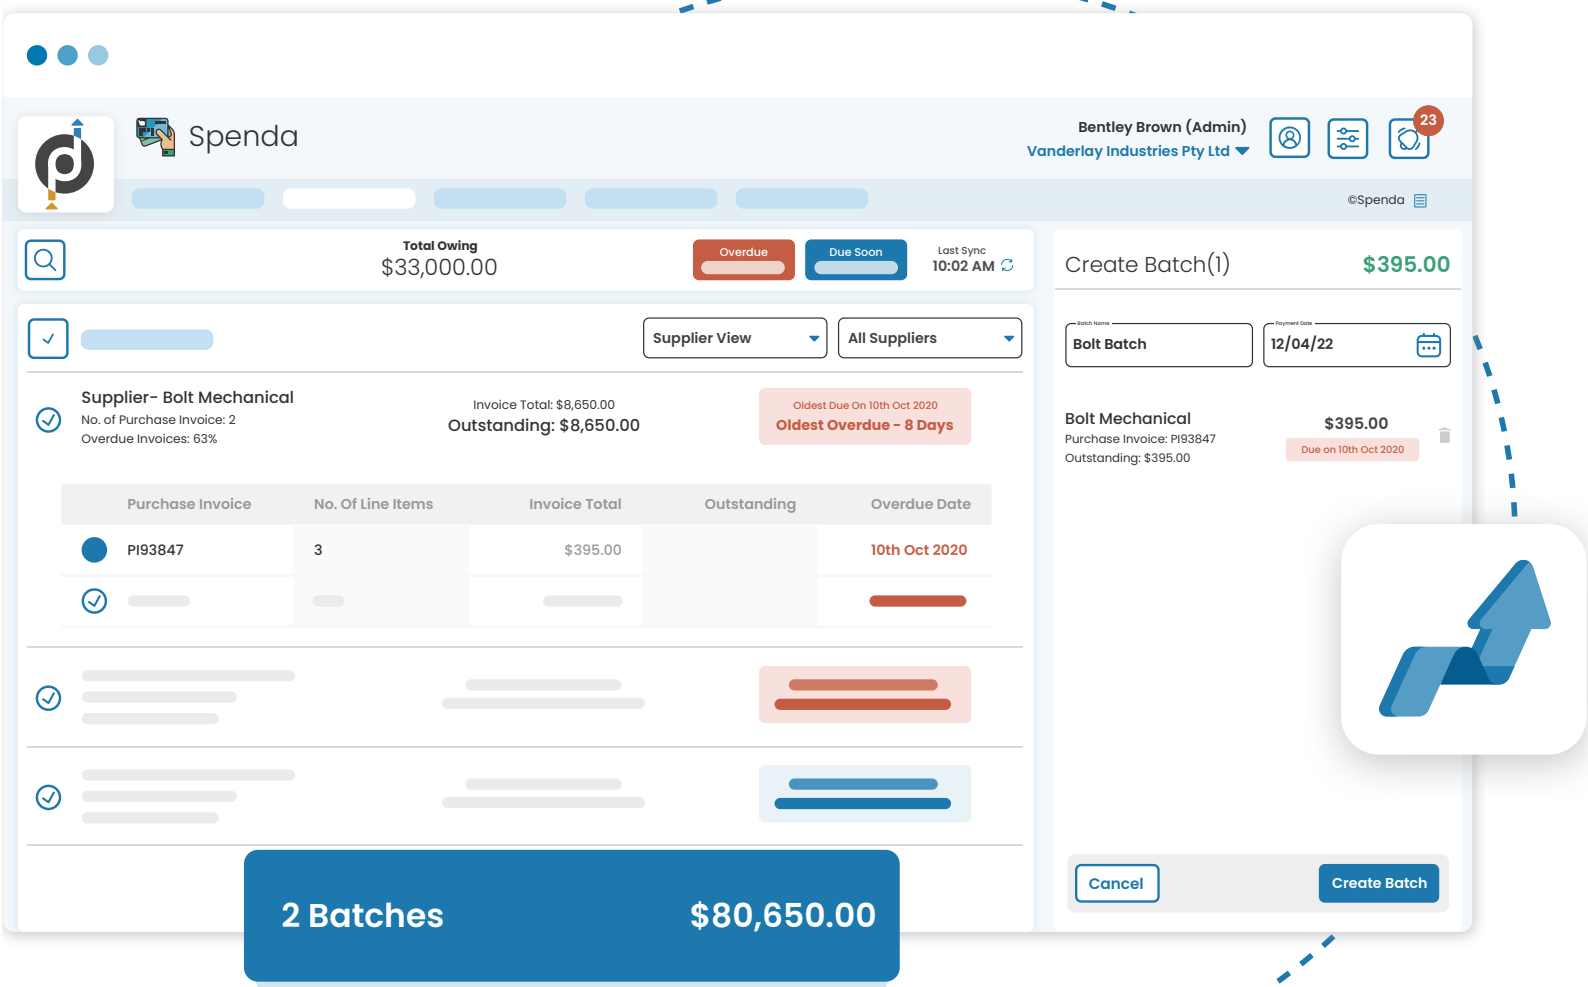 Spenda
Bentley Brown (Admin)
Vanderlay Industries Pty Ltd
23
©Spenda
Total Owing
$33,000.00
Overdue
Due Soon
Last Sync
10:02 AM
Create Batch(1)
$395.00
Supplier View
All Suppliers
Batch Name
Bolt Batch
Payment Date
12/04/22
Supplier- Bolt Mechanical
No. of Purchase Invoice: 2
Overdue Invoices: 63%
Invoice Total: $8,650.00
Outstanding: $8,650.00
Oldest Due On 10th Oct 2020
Oldest Overdue - 8 Days
Bolt Mechanical
Purchase Invoice: PI93847
Outstanding: $395.00
$395.00
Due on 10th Oct 2020
Purchase Invoice No. Of Line Items Invoice Total Outstanding Overdue Date
PI93847 3 $395.00 10th Oct 2020
Cancel
Create Batch
2 Batches $80,650.00